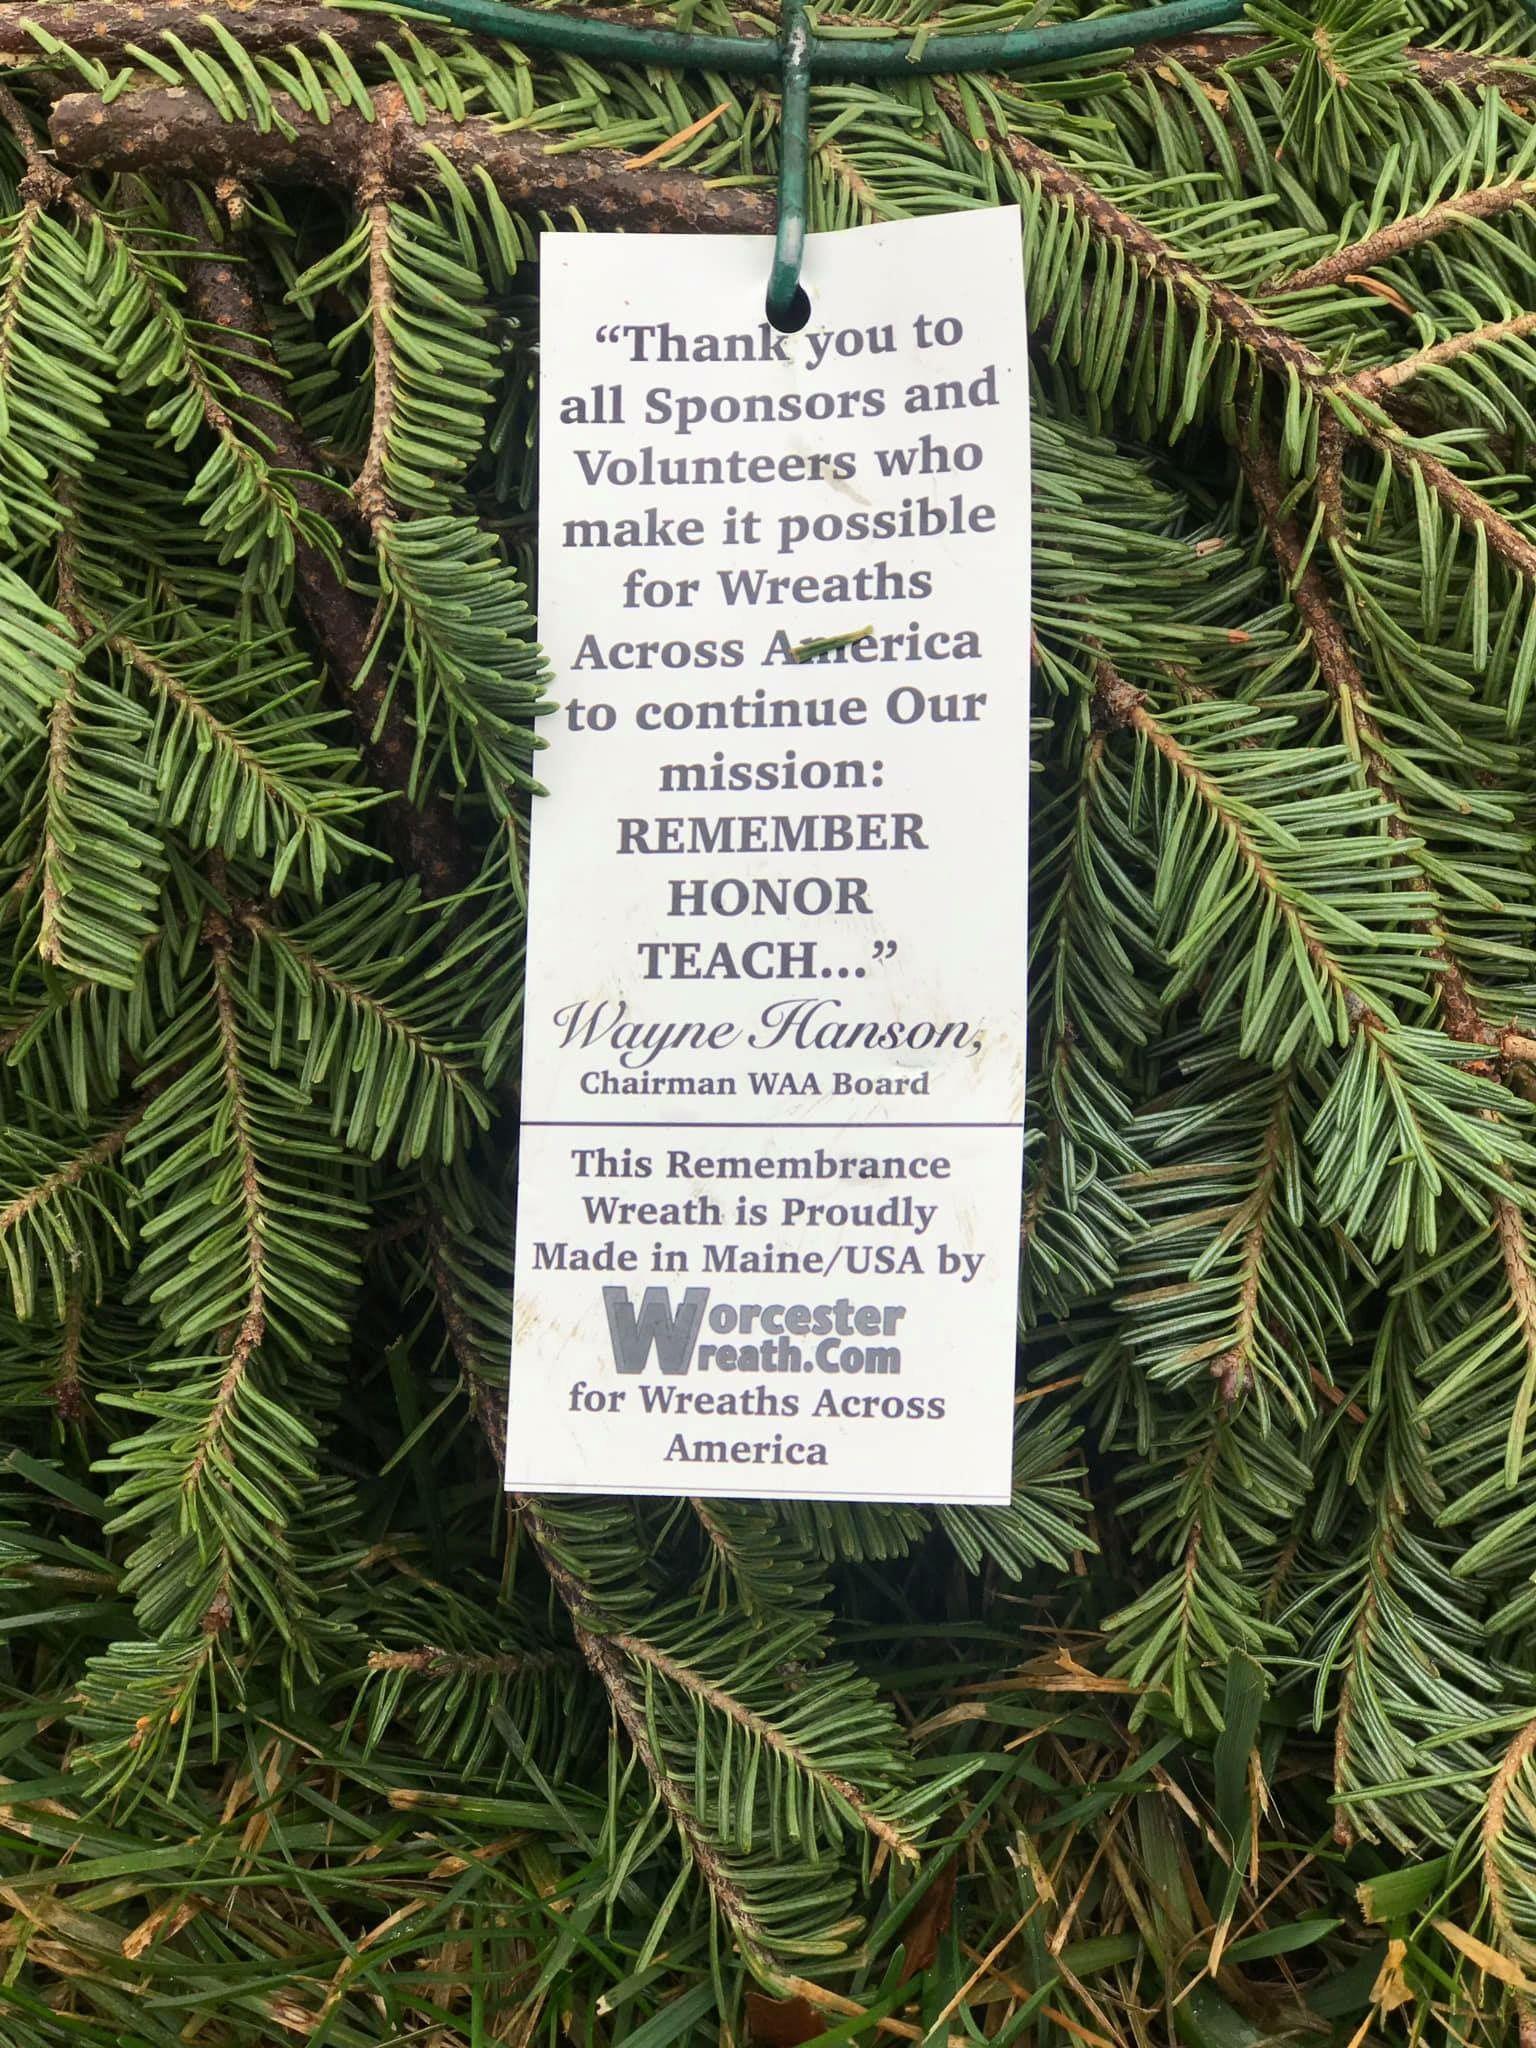 “Thank you to
all Sponsors and
Volunteers who
make it possible
for Wreaths
Across America
to continue Our
mission:
REMEMBER
HONOR
TEACH...”
Wayne Hanson,
Chairman WAA Board
This Remembrance
Wreath is Proudly
Made in Maine/USA by
Worcester
Wreath.Com
for Wreaths Across
America